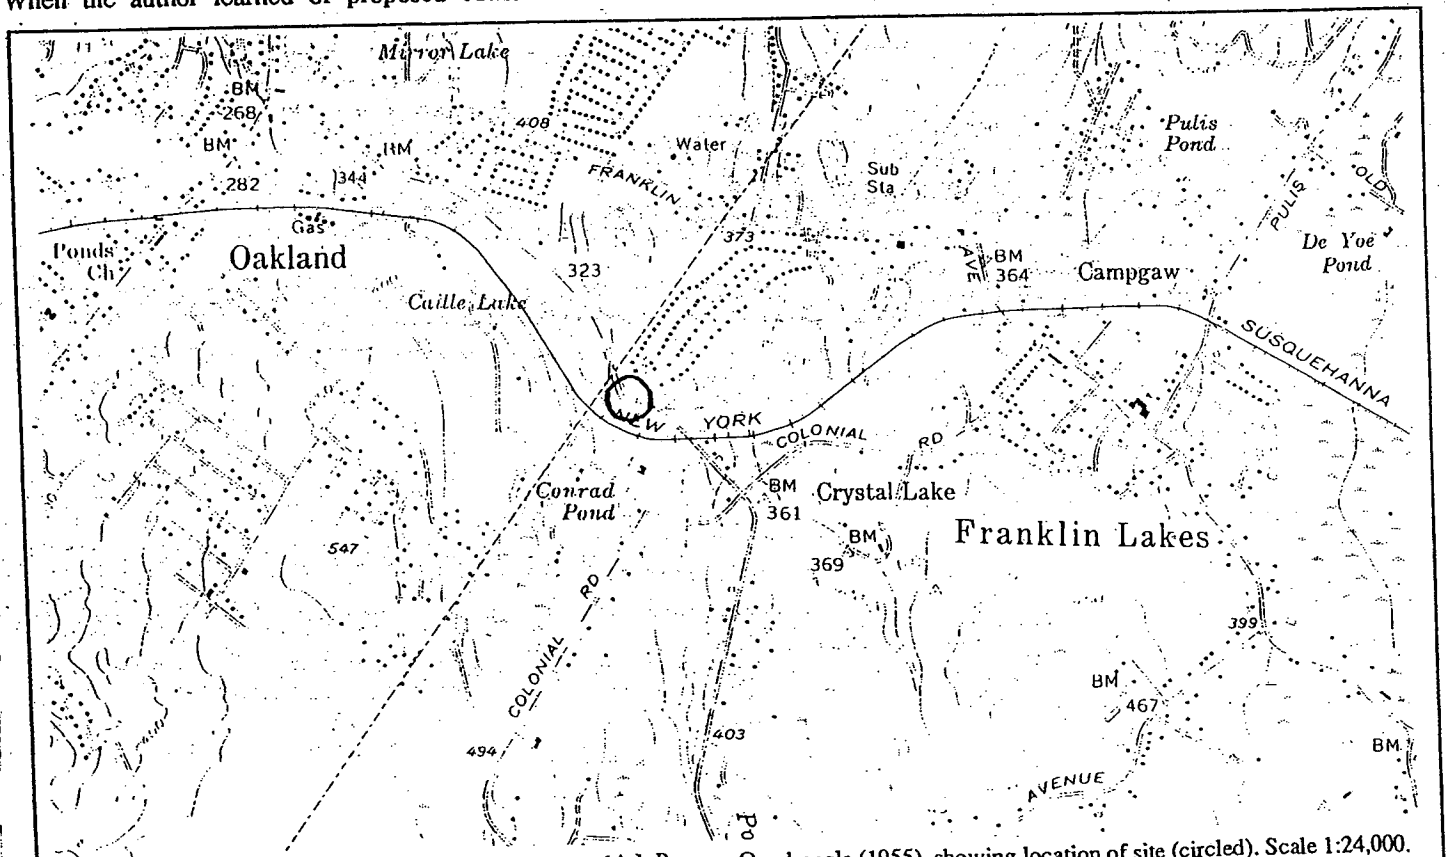 When the author learned of proposed
Mirror Lake
BM
268
BM
282
BM
344
408
Water
FRANKLIN
Sub
Sta
Pulis
Pond
PULIS
OLD
De Yoe
Pond
Gas
Ponds
Ch
Oakland
323
373
AVE
BM
364
Campgaw
Caille Lake
SUSQUEHANNA
NEW YORK
COLONIAL
RD
Conrad
Pond
BM
361
Crystal Lake
BM
369
Franklin Lakes
547
COLONIAL RD
399
BM
467
494
403
BM
AVENUE
Po
(1955), showing location of site (circled). Scale 1:24,000.